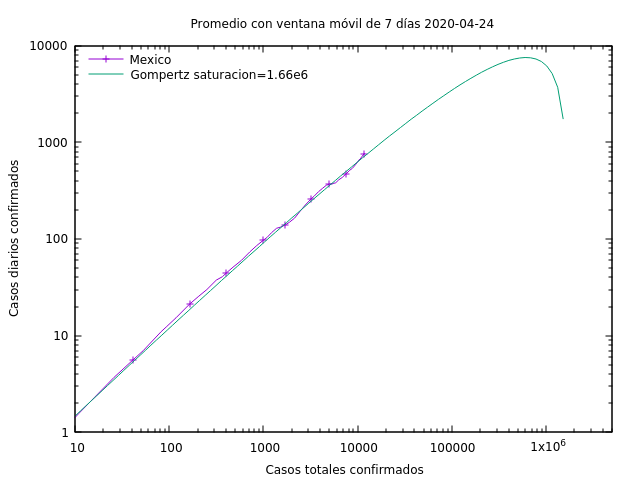 Promedio con ventana móvil de 7 días 2020-04-24
Mexico
Gompertz saturacion=1.66e6
Casos diarios confirmados
10000
1000
100
10
1
10 100 1000 10000 100000 1x10⁶
Casos totales confirmados